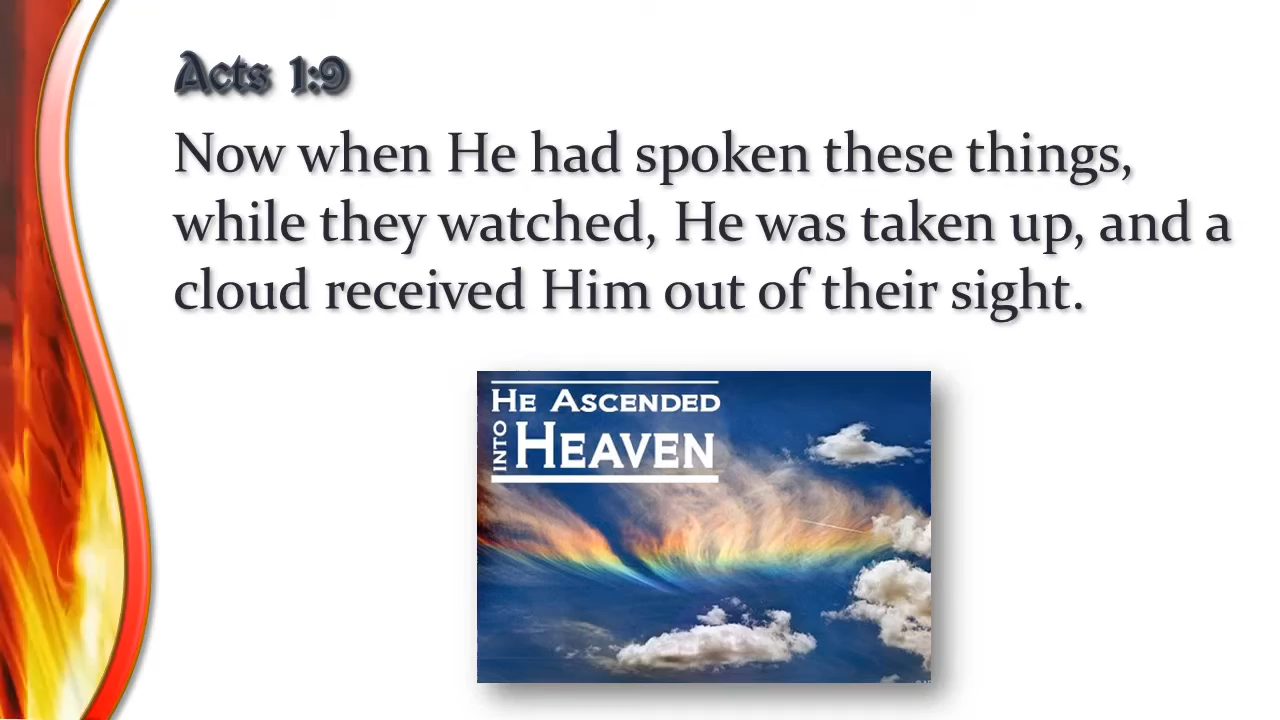 Acts 1:9
Now when He had spoken these things,
while they watched, He was taken up, and a
cloud received Him out of their sight.
He Ascended
into Heaven